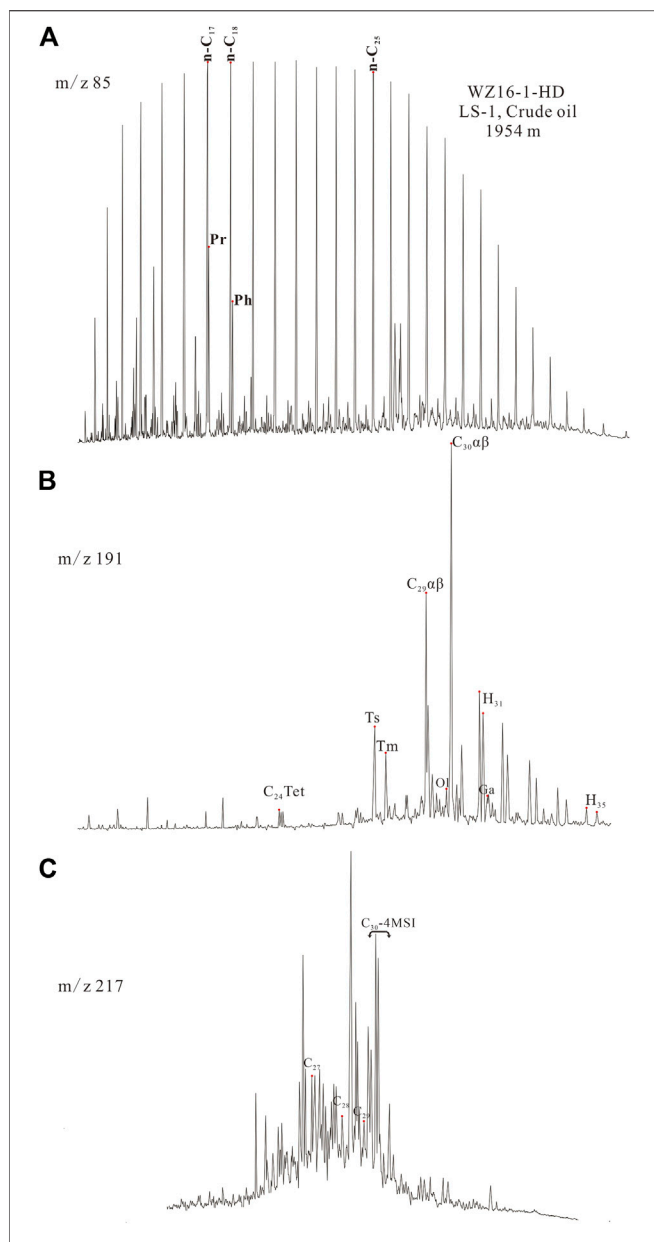 A
m/z 85
n-C₁₇
n-C₁₈
n-C₂₅
WZ16-1-HD
LS-1, Crude oil
1954 m
Pr
Ph
B
m/z 191
C₃₀αβ
C₂₉αβ
Ts
Tm
H₃₁
C₂₄Tet
Ol
Ga
H₃₅
C
m/z 217
C₃₀-4MSI
C₂₇
C₂₈
C₂₉